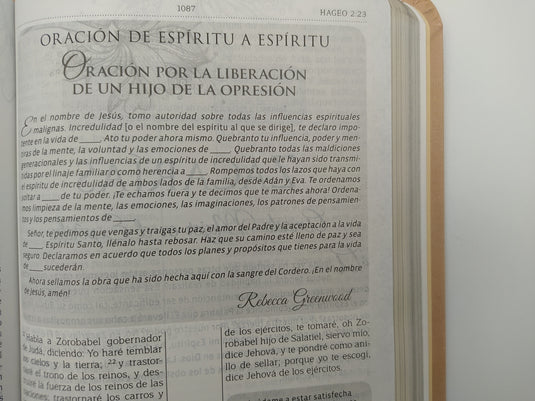 1087
HAGEO 2:23
ORACIÓN DE ESPÍRITU A ESPÍRITU
ORACIÓN POR LA LIBERACIÓN
DE UN HIJO DE LA OPRESIÓN
En el nombre de Jesús, tomo autoridad sobre todas las influencias espirituales
malignas. Incredulidad [o el nombre del espíritu al que se dirige], te declaro impo-
tente en la vida de ____. Ato tu poder ahora mismo. Quebranto tu influencia, poder y men-
tiras de la mente, la voluntad y las emociones de ____. Quebranto todas las maldiciones
generacionales y las influencias de un espíritu de incredulidad que le hayan sido transmi-
tidas por el linaje familiar o como herencia a ____. Rompemos todos los lazos que haya con
el espíritu de incredulidad de ambos lados de la familia, desde Adán y Eva. Te ordenamos
soltar a ____ de tu poder. ¡Te echamos fuera y te decimos que te marches ahora! Ordena-
mos limpieza de la mente, las emociones, las imaginaciones, los patrones de pensamien-
tos y los pensamientos de ____.
Señor, te pedimos que vengas y traigas tu paz, el amor del Padre y la aceptación a la vida
de ____ Espíritu Santo, llénalo hasta rebosar. Haz que su camino esté lleno de paz y sea
seguro. Declaramos en acuerdo que todos los planes y propósitos que tienes para la vida
de ____ sucederán.
Ahora sellamos la obra que ha sido hecha aquí con la sangre del Cordero. ¡En el nombre
de Jesús, amén!
Rebecca Greenwood
Habla a Zorobabel gobernador
de Judá, diciendo: Yo haré temblar
los cielos y la tierra; 22 y trastor-
naré el trono de los reinos, y des-
truiré la fuerza de los reinos de las
naciones; trastornaré los carros y
de los ejércitos, te tomaré, oh Zo-
robabel hijo de Salatiel, siervo mío,
dice Jehová, y te pondré como ani-
llo de sellar; porque yo te escogí,
dice Jehová de los ejércitos.
a estar satisfecha